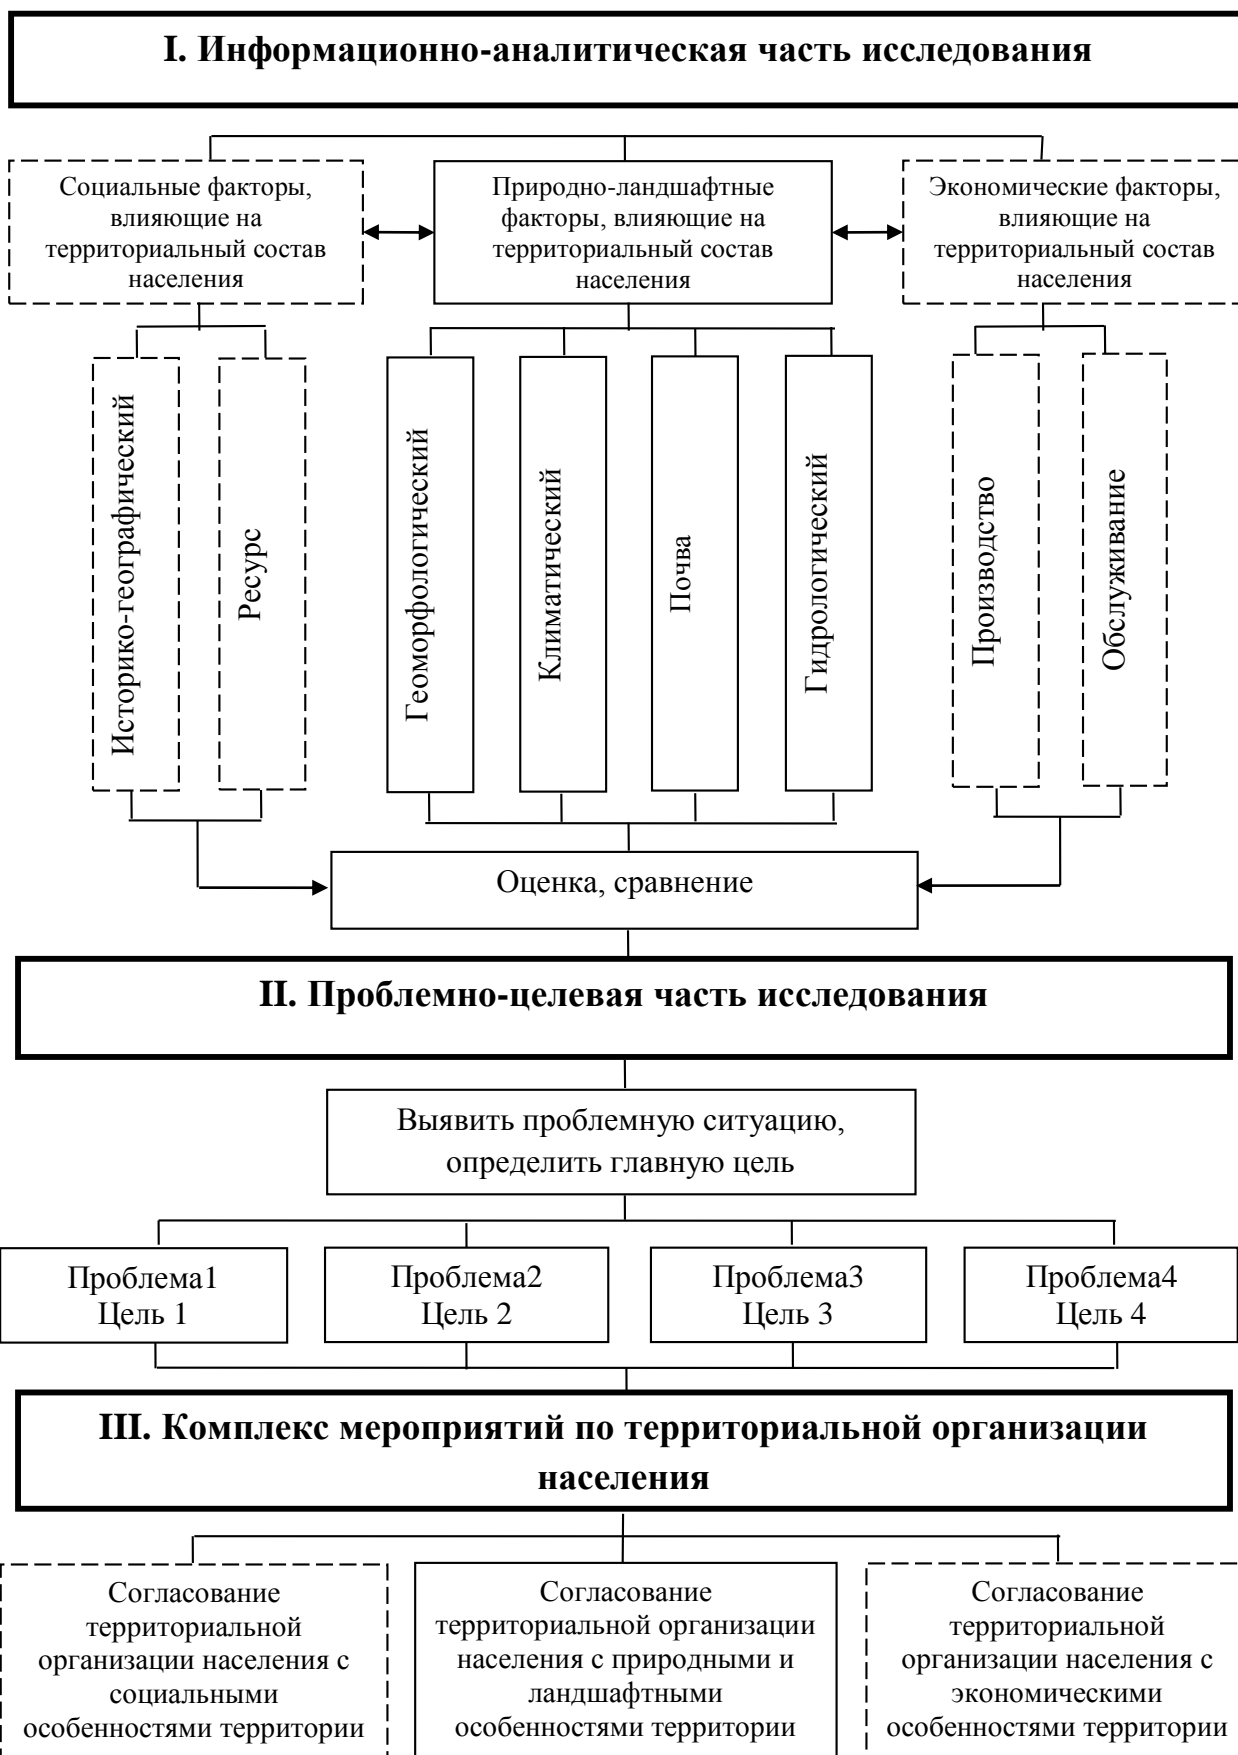 I. Информационно-аналитическая часть исследования
Социальные факторы,
влияющие на
территориальный состав
населения
Природно-ландшафтные
факторы, влияющие на
территориальный состав
населения
Экономические факторы,
влияющие на
территориальный состав
населения
Историко-географический
Ресурс
Геоморфологический
Климатический
Почва
Гидрологический
Производство
Обслуживание
Оценка, сравнение
II. Проблемно-целевая часть исследования
Выявить проблемную ситуацию,
определить главную цель
Проблема1
Цель 1
Проблема2
Цель 2
Проблема3
Цель 3
Проблема4
Цель 4
III. Комплекс мероприятий по территориальной организации
населения
Согласование
территориальной
организации населения с
социальными
особенностями территории
Согласование
территориальной организации
населения с природными и
ландшафтными
особенностями территории
Согласование
территориальной
организации населения с
экономическими
особенностями территории